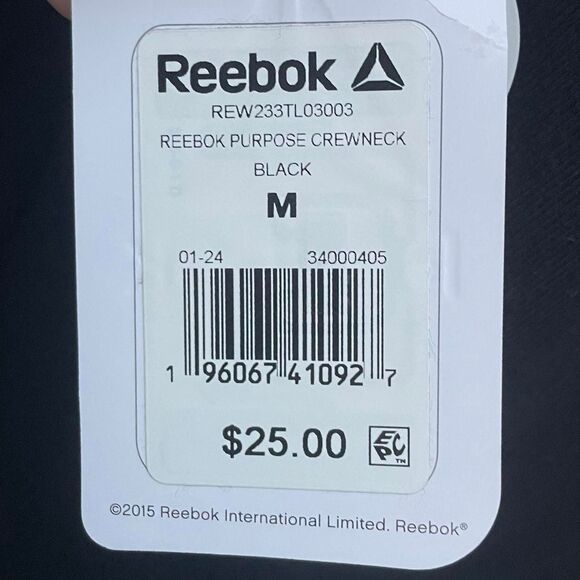 Reebok
REW233TL03003
REEBOK PURPOSE CREWNECK
BLACK
M
01-24 34000405
1 96067 41092 7
$25.00 EPC TM
©2015 Reebok International Limited. Reebok®